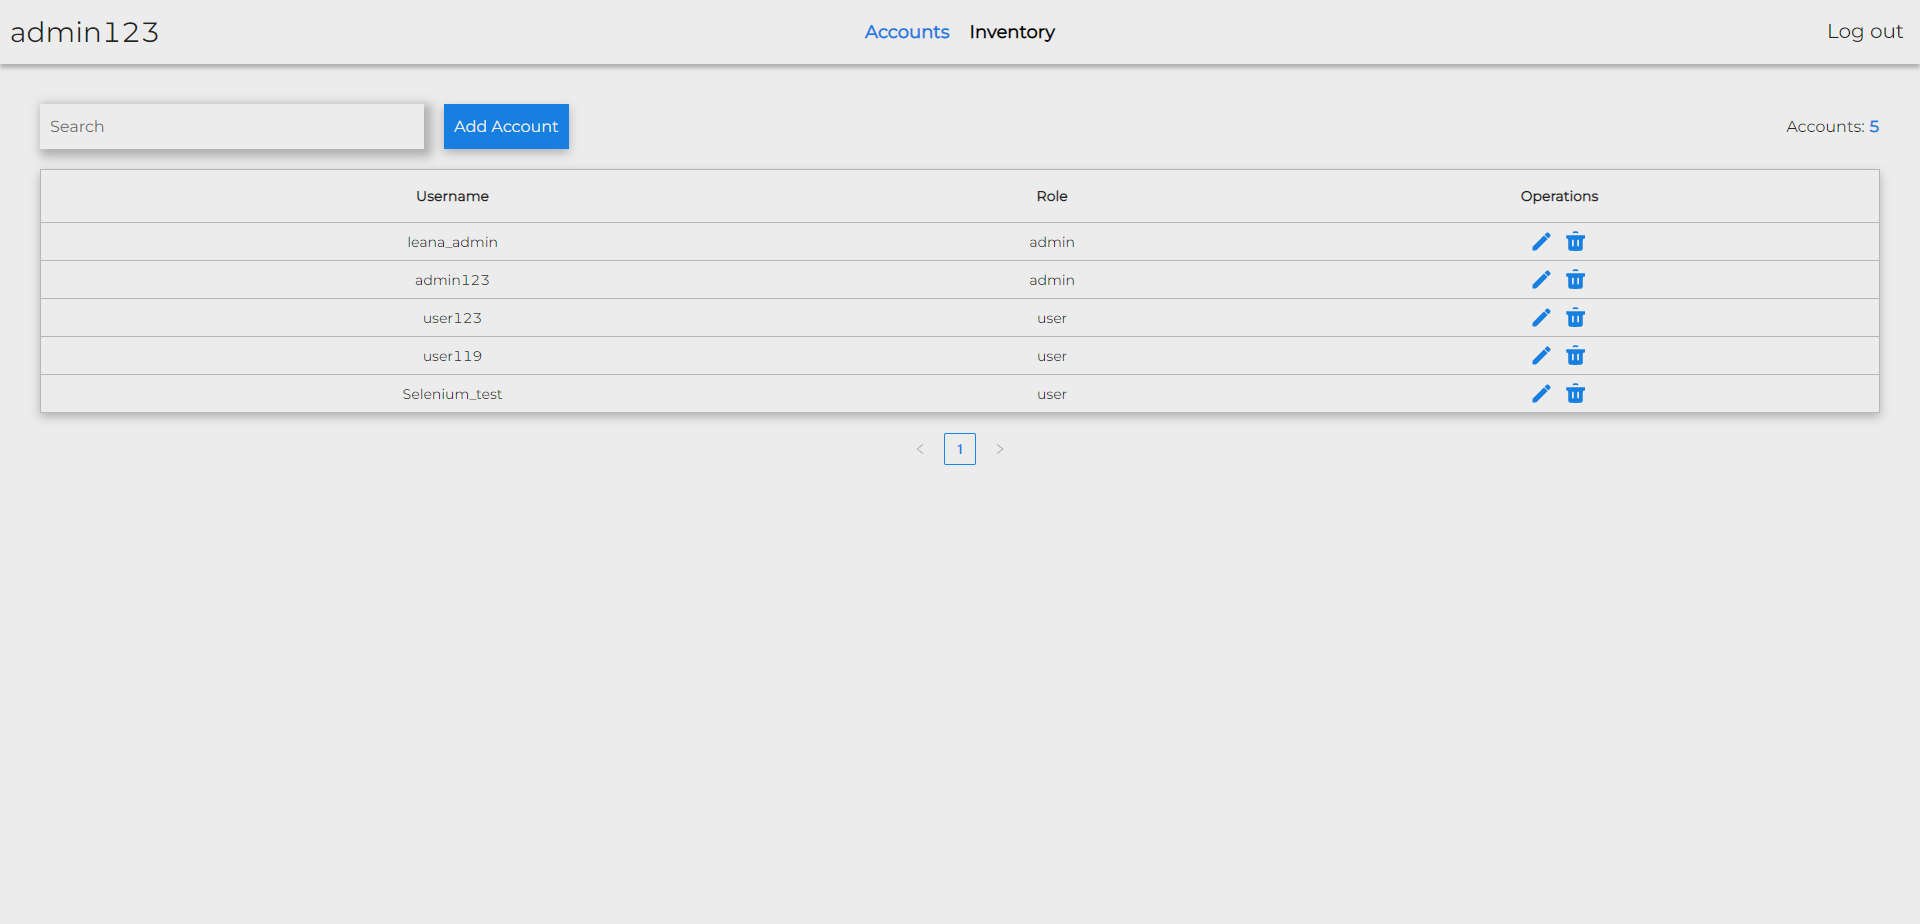 admin123 Accounts Inventory Log out
Search Add Account Accounts: 5
Username Role Operations
leana_admin admin
admin123 admin
user123 user
user119 user
Selenium_test user
< 1 >